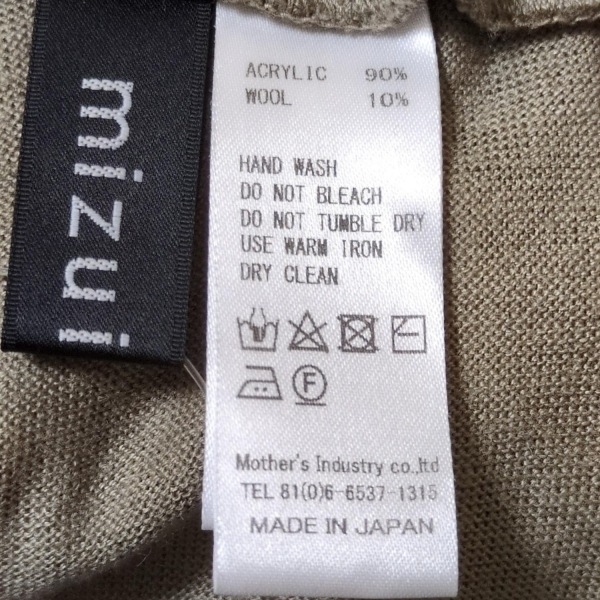 mizui
ACRYLIC 90%
WOOL 10%
HAND WASH
DO NOT BLEACH
DO NOT TUMBLE DRY
USE WARM IRON
DRY CLEAN
F
Mother's Industry co.,ltd
TEL 81(0)6-6537-1315
MADE IN JAPAN